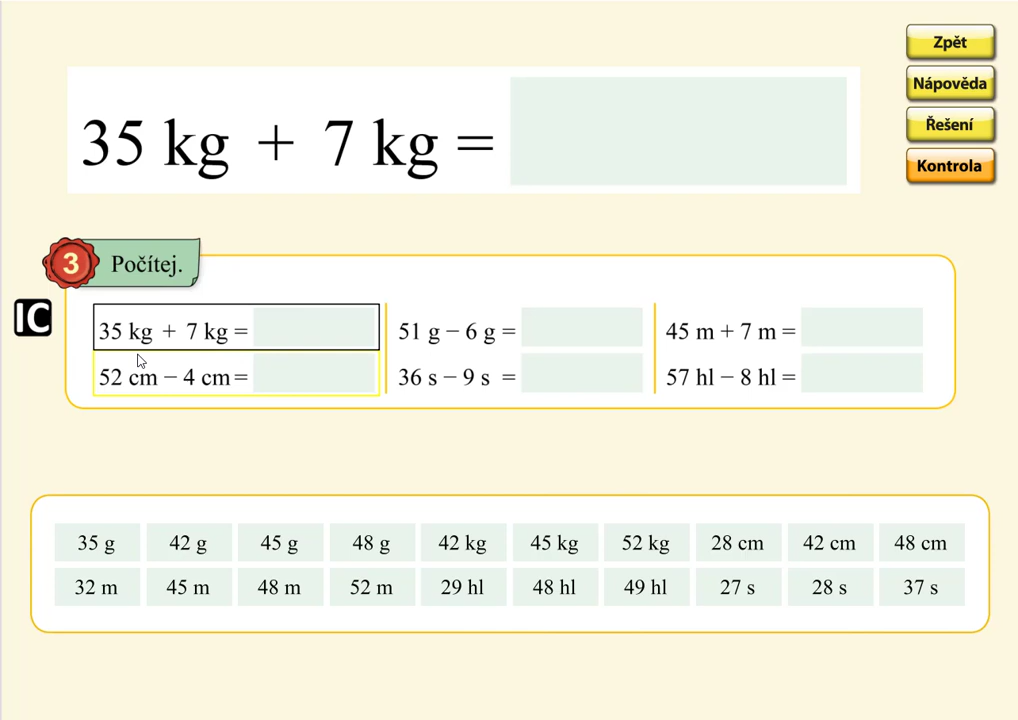 Zpět
Nápověda
Řešení
Kontrola
35 kg + 7 kg =
3 Počítej.
IC
35 kg + 7 kg = 51 g − 6 g = 45 m + 7 m =
52 cm − 4 cm = 36 s − 9 s = 57 hl − 8 hl =
35 g 42 g 45 g 48 g 42 kg 45 kg 52 kg 28 cm 42 cm 48 cm
32 m 45 m 48 m 52 m 29 hl 48 hl 49 hl 27 s 28 s 37 s